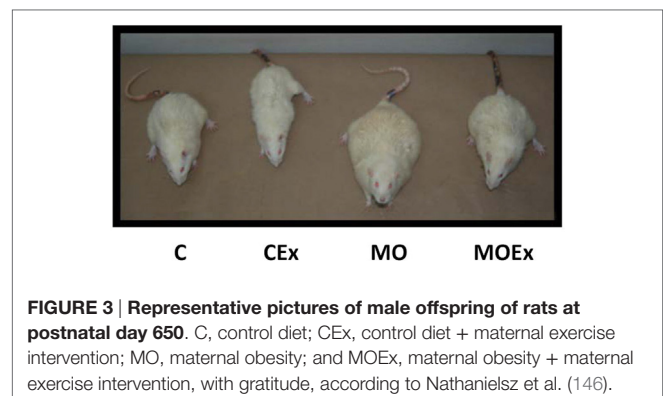 C CEx MO MOEx
FIGURE 3 | Representative pictures of male offspring of rats at
postnatal day 650. C, control diet; CEx, control diet + maternal exercise
intervention; MO, maternal obesity; and MOEx, maternal obesity + maternal
exercise intervention, with gratitude, according to Nathanielsz et al. (146).